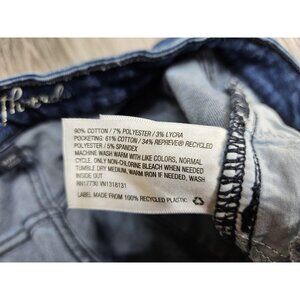 thread
90% COTTON / 7% POLYESTER / 3% LYCRA
POCKETING: 61% COTTON / 34% REPREVE® RECYCLED
POLYESTER / 5% SPANDEX
MACHINE WASH WARM WITH LIKE COLORS, NORMAL
CYCLE. ONLY NON-CHLORINE BLEACH WHEN NEEDED
TUMBLE DRY MEDIUM, WARM IRON IF NEEDED. WASH
INSIDE OUT
RN17730 VN1318131
LABEL MADE FROM 100% RECYCLED PLASTIC